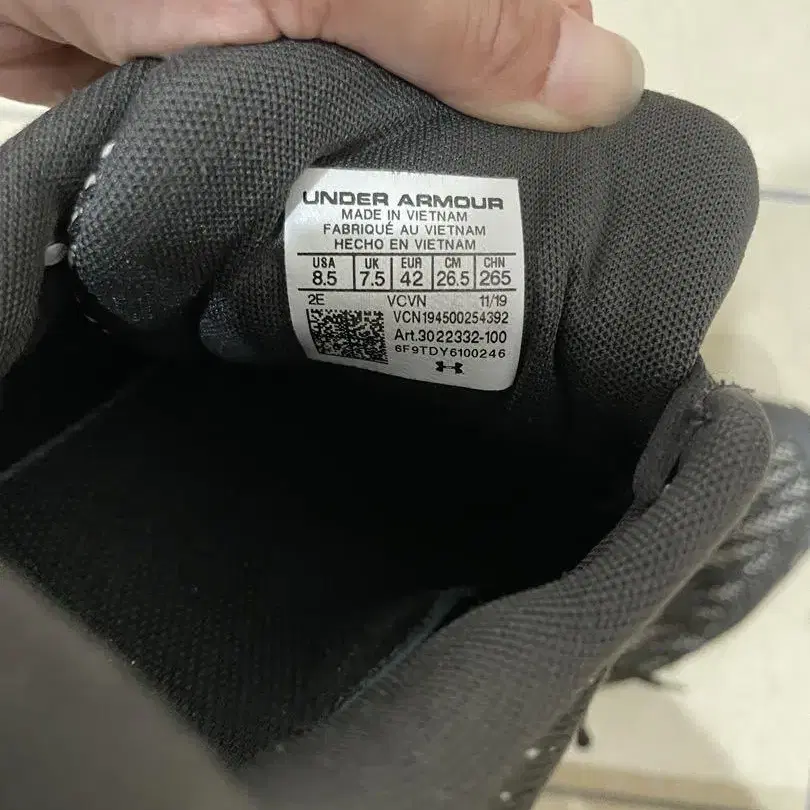 UNDER ARMOUR
MADE IN VIETNAM
FABRIQUÉ AU VIETNAM
HECHO EN VIETNAM
USA UK EUR CM CHN
8.5 7.5 42 26.5 265
2E VCVN 11/19
VCN194500254392
Art.3022332-100
6F9TDY6100246